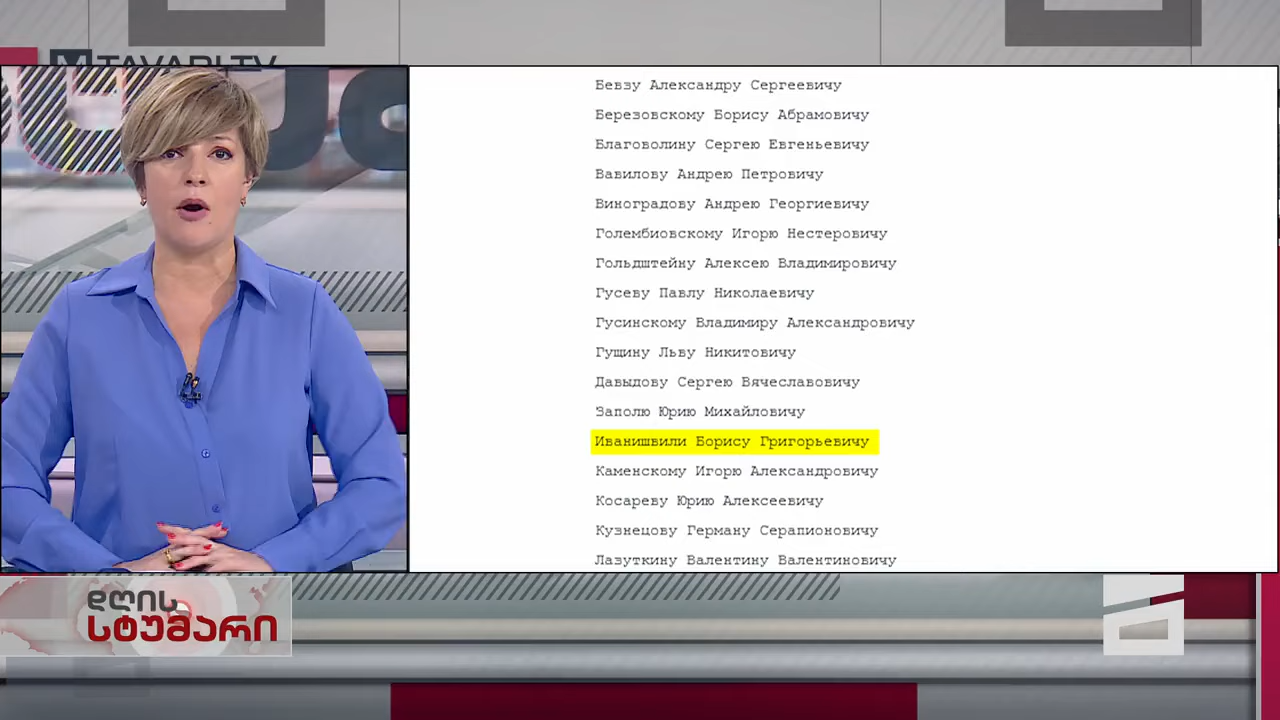 MTAVARI.TV
Бевзу Александру Сергеевичу
Березовскому Борису Абрамовичу
Благоволину Сергею Евгеньевичу
Вавилову Андрею Петровичу
Виноградову Андрею Георгиевичу
Голембиовскому Игорю Нестеровичу
Гольдштейну Алексею Владимировичу
Гусеву Павлу Николаевичу
Гусинскому Владимиру Александровичу
Гущину Льву Никитовичу
Давыдову Сергею Вячеславовичу
Заполю Юрию Михайловичу
Иванишвили Борису Григорьевичу
Каменскому Игорю Александровичу
Косареву Юрию Алексеевичу
Кузнецову Герману Серапионовичу
Лазуткину Валентину Валентиновичу
დღის
სტუმარი